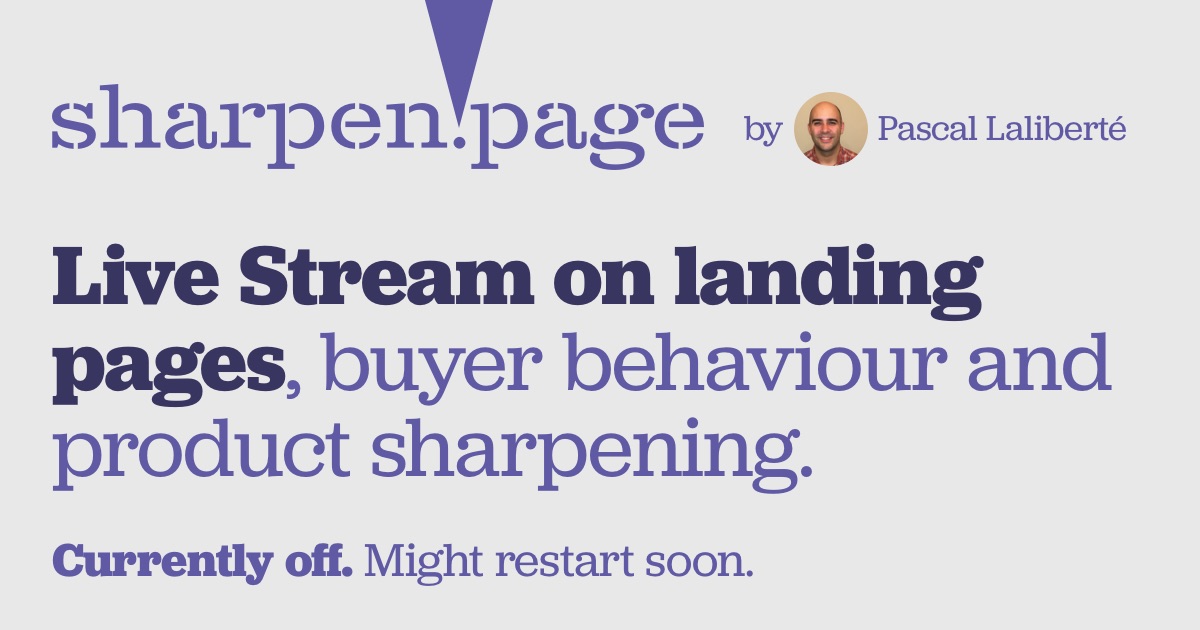 sharpen.page by Pascal Laliberté
Live Stream on landing
pages, buyer behaviour and
product sharpening.
Currently off. Might restart soon.